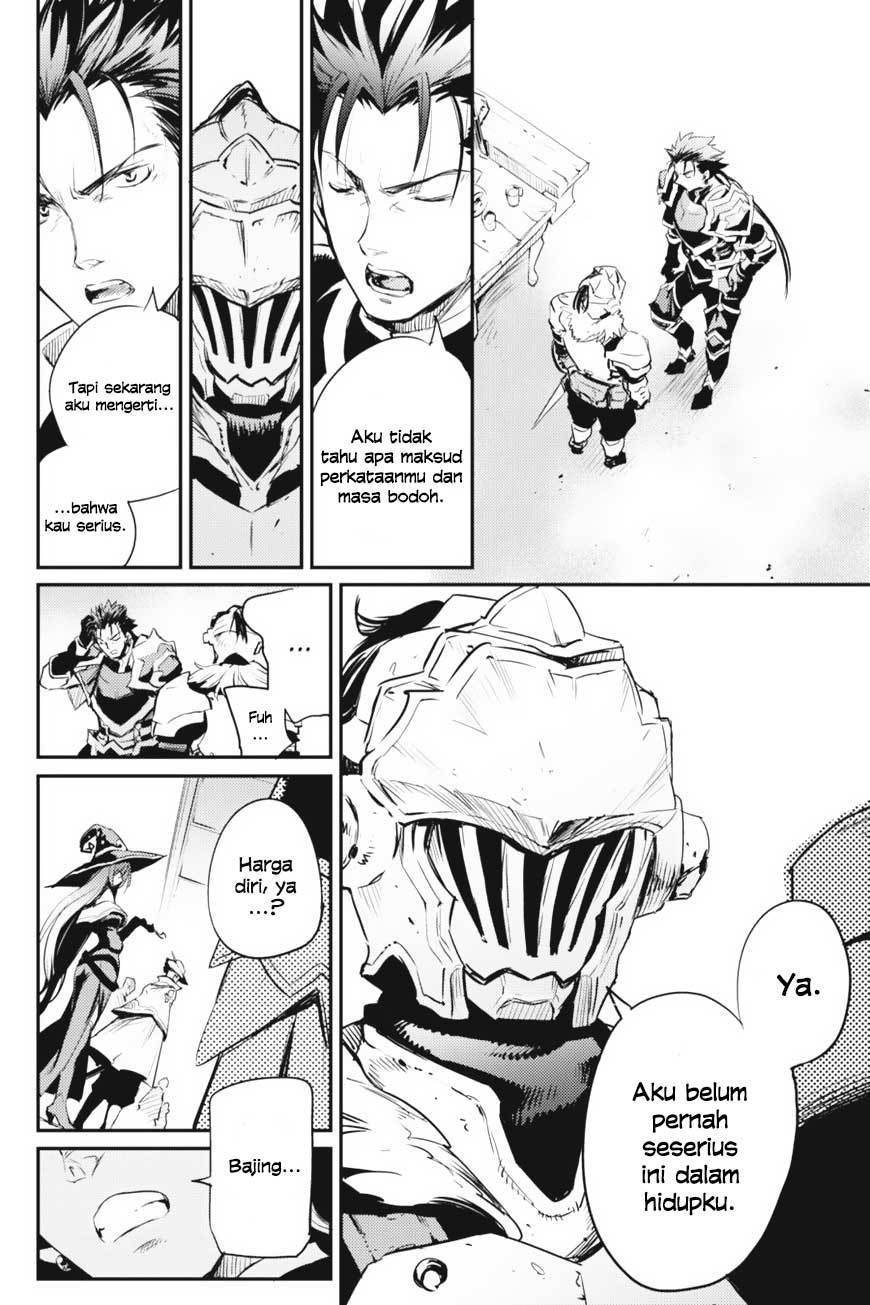 Aku tidak
tahu apa maksud
perkataanmu dan
masa bodoh.
Tapi sekarang
aku mengerti...
...bahwa
kau serius.
Ya.
Aku belum
pernah
seserius
ini dalam
hidupku.
...
Fuh
...
Harga
diri, ya
...?
Bajing...